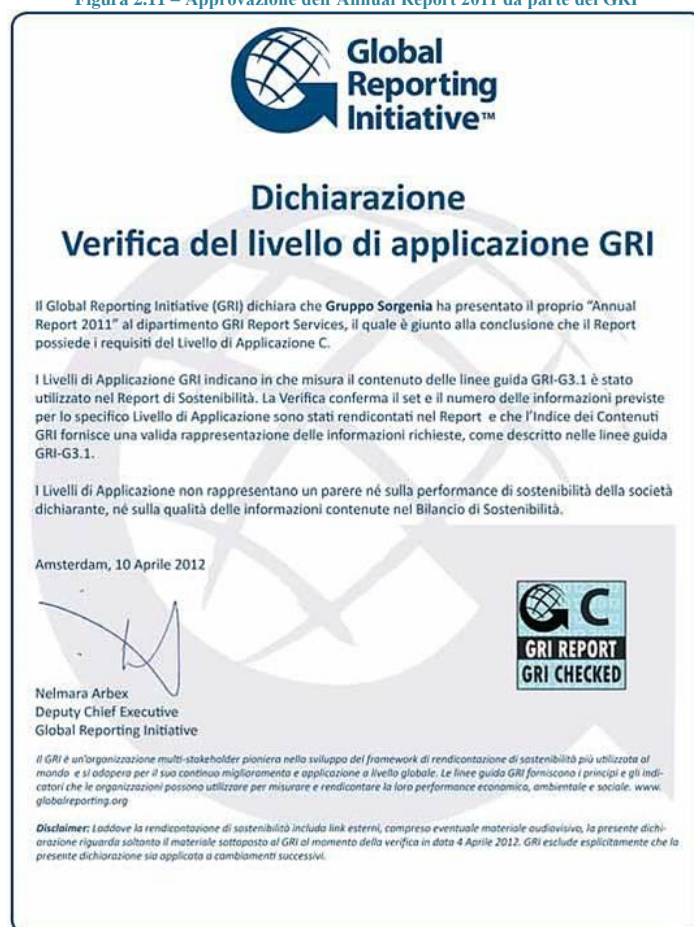 Figura 2.11 – Approvazione dell'Annual Report 2011 da parte del GRI
Global
Reporting
Initiative™
Dichiarazione
Verifica del livello di applicazione GRI
Il Global Reporting Initiative (GRI) dichiara che Gruppo Sorgenia ha presentato il proprio "Annual
Report 2011" al dipartimento GRI Report Services, il quale è giunto alla conclusione che il Report
possiede i requisiti del Livello di Applicazione C.
I Livelli di Applicazione GRI indicano in che misura il contenuto delle linee guida GRI-G3.1 è stato
utilizzato nel Report di Sostenibilità. La Verifica conferma il set e il numero delle informazioni previste
per lo specifico Livello di Applicazione sono stati rendicontati nel Report e che l'Indice dei Contenuti
GRI fornisce una valida rappresentazione delle informazioni richieste, come descritto nelle linee guida
GRI-G3.1.
I Livelli di Applicazione non rappresentano un parere né sulla performance di sostenibilità della società
dichiarante, né sulla qualità delle informazioni contenute nel Bilancio di Sostenibilità.
Amsterdam, 10 Aprile 2012
C
GRI REPORT
GRI CHECKED
Nelmara Arbex
Deputy Chief Executive
Global Reporting Initiative
Il GRI è un'organizzazione multi-stakeholder pioniera nello sviluppo del framework di rendicontazione di sostenibilità più utilizzato al
mondo e si adopera per il suo continuo miglioramento e applicazione a livello globale. Le linee guida GRI forniscono i principi e gli indi-
catori che le organizzazioni possono utilizzare per misurare e rendicontare la loro performance economica, ambientale e sociale. www.
globalreporting.org
Disclaimer: Laddove la rendicontazione di sostenibilità includa link esterni, compreso eventuale materiale audiovisivo, la presente dichi-
arazione riguarda soltanto il materiale sottoposto al GRI al momento della verifica in data 4 Aprile 2012. GRI esclude esplicitamente che la
presente dichiarazione sia applicata a cambiamenti successivi.